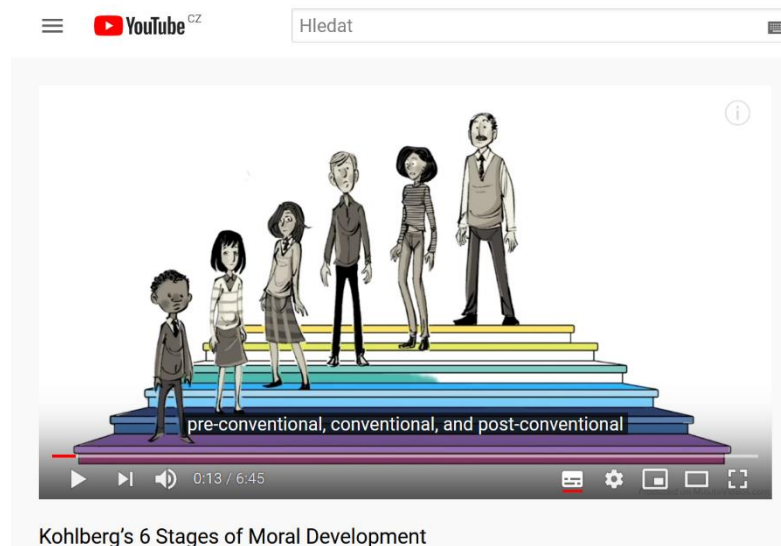 YouTube CZ
Hledat
pre-conventional, conventional, and post-conventional
0:13 / 6:45
Kohlberg's 6 Stages of Moral Development